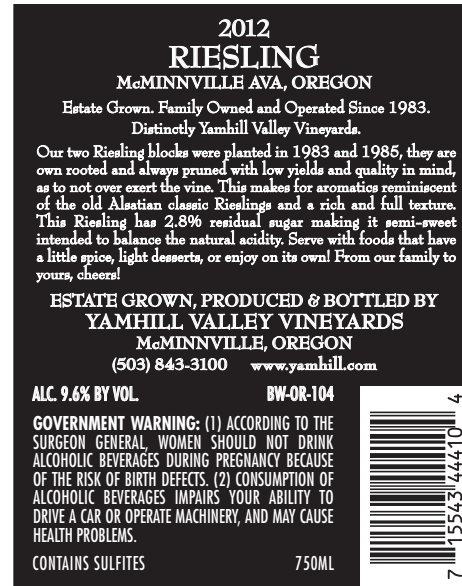 2012
RIESLING
McMINNVILLE AVA, OREGON
Estate Grown. Family Owned and Operated Since 1983.
Distinctly Yamhill Valley Vineyards.
Our two Riesling blocks were planted in 1983 and 1985, they are
own rooted and always pruned with low yields and quality in mind,
as to not over exert the vine. This makes for aromatics reminiscent
of the old Alsatian classic Rieslings and a rich and full texture.
This Riesling has 2.8% residual sugar making it semi-sweet
intended to balance the natural acidity. Serve with foods that have
a little spice, light desserts, or enjoy on its own! From our family to
yours, cheers!
ESTATE GROWN, PRODUCED & BOTTLED BY
YAMHILL VALLEY VINEYARDS
McMINNVILLE, OREGON
(503) 843-3100 www.yamhill.com
ALC. 9.6% BY VOL. BW-OR-104
GOVERNMENT WARNING: (1) ACCORDING TO THE
SURGEON GENERAL, WOMEN SHOULD NOT DRINK
ALCOHOLIC BEVERAGES DURING PREGNANCY BECAUSE
OF THE RISK OF BIRTH DEFECTS. (2) CONSUMPTION OF
ALCOHOLIC BEVERAGES IMPAIRS YOUR ABILITY TO
DRIVE A CAR OR OPERATE MACHINERY, AND MAY CAUSE
HEALTH PROBLEMS.
CONTAINS SULFITES 750ML
7 15543 44410 4